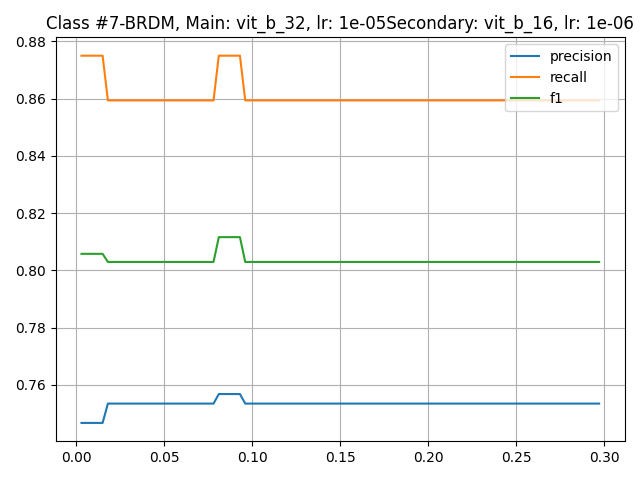 Class #7-BRDM, Main: vit_b_32, lr: 1e-05Secondary: vit_b_16, lr: 1e-06
0.88
0.86
0.84
0.82
0.80
0.78
0.76
precision
recall
f1
0.00 0.05 0.10 0.15 0.20 0.25 0.30